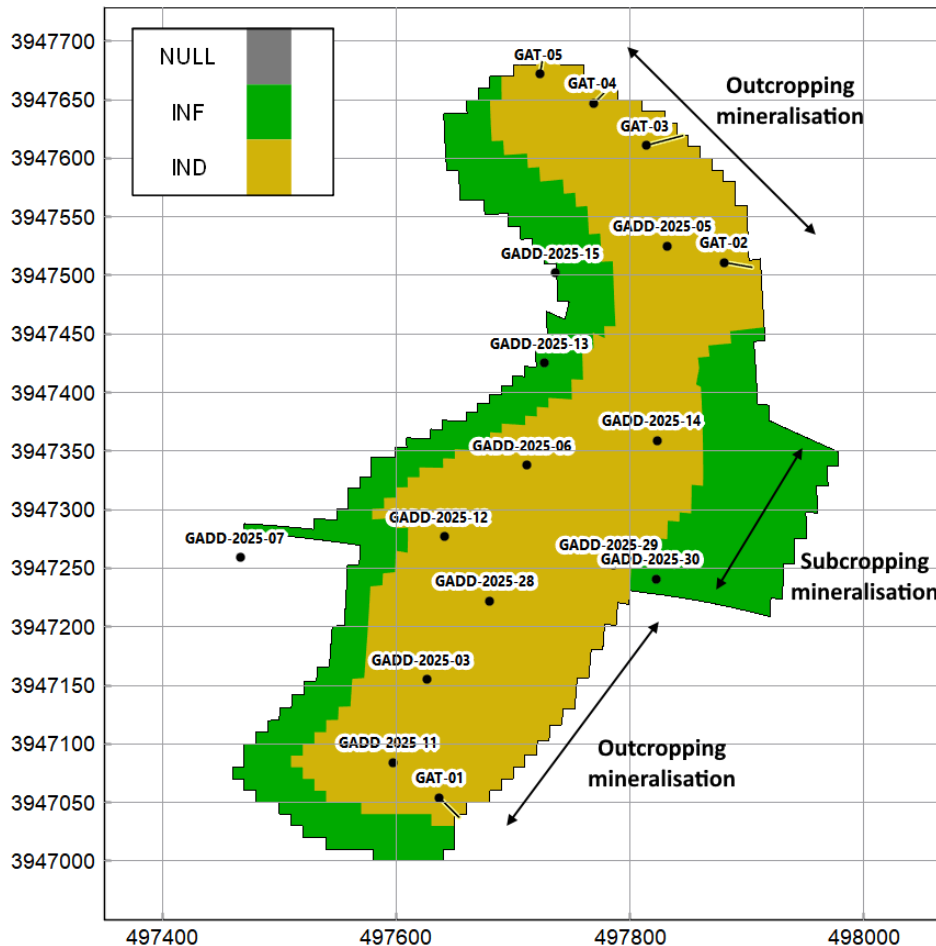 3947700
3947650
3947600
3947550
3947500
3947450
3947400
3947350
3947300
3947250
3947200
3947150
3947100
3947050
3947000
NULL
INF
IND
GAT-05
GAT-04
Outcropping
mineralisation
GAT-03
GADD-2025-05
GAT-02
GADD-2025-15
GADD-2025-13
GADD-2025-14
GADD-2025-06
GADD-2025-12
GADD-2025-07
GADD-2025-29
GADD-2025-30
Subcropping
mineralisation
GADD-2025-28
GADD-2025-03
GADD-2025-11
Outcropping
mineralisation
GAT-01
497400
497600
497800
498000